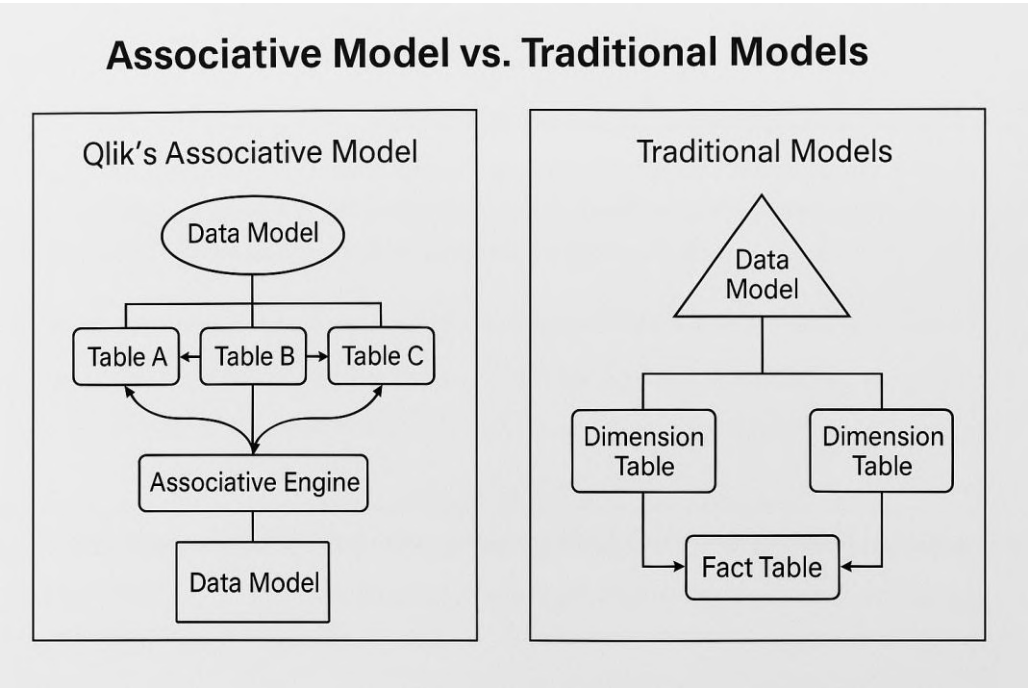 Associative Model vs. Traditional Models
Qlik's Associative Model
Data Model
Table A
Table B
Table C
Associative Engine
Data Model
Traditional Models
Data
Model
Dimension
Table
Dimension
Table
Fact Table